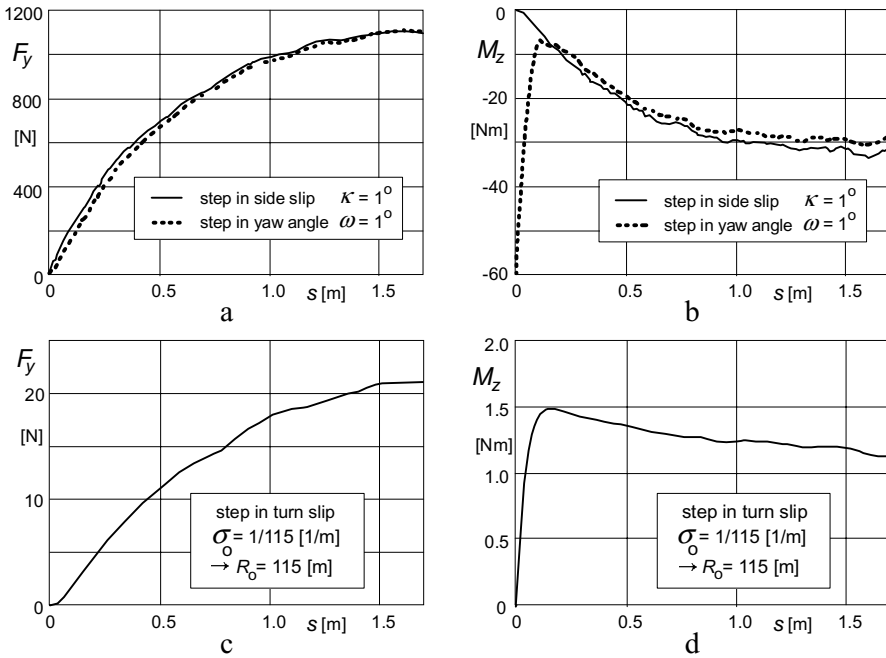 1200
F_y
800
[N]
400
0
step in side slip κ = 1°
step in yaw angle ω = 1°
0 0.5 1.0 1.5
s [m]
a
0
M_z
-20
[Nm]
-40
-60
step in side slip κ = 1°
step in yaw angle ω = 1°
0 0.5 1.0 1.5
s [m]
b
F_y
20
[N]
10
0
step in turn slip
σ_o = 1/115 [1/m]
→ R_o = 115 [m]
0 0.5 1.0 1.5
s [m]
c
2.0
M_z
1.5
[Nm]
1.0
0.5
0
step in turn slip
σ_o = 1/115 [1/m]
→ R_o = 115 [m]
0 0.5 1.0 1.5
s [m]
d